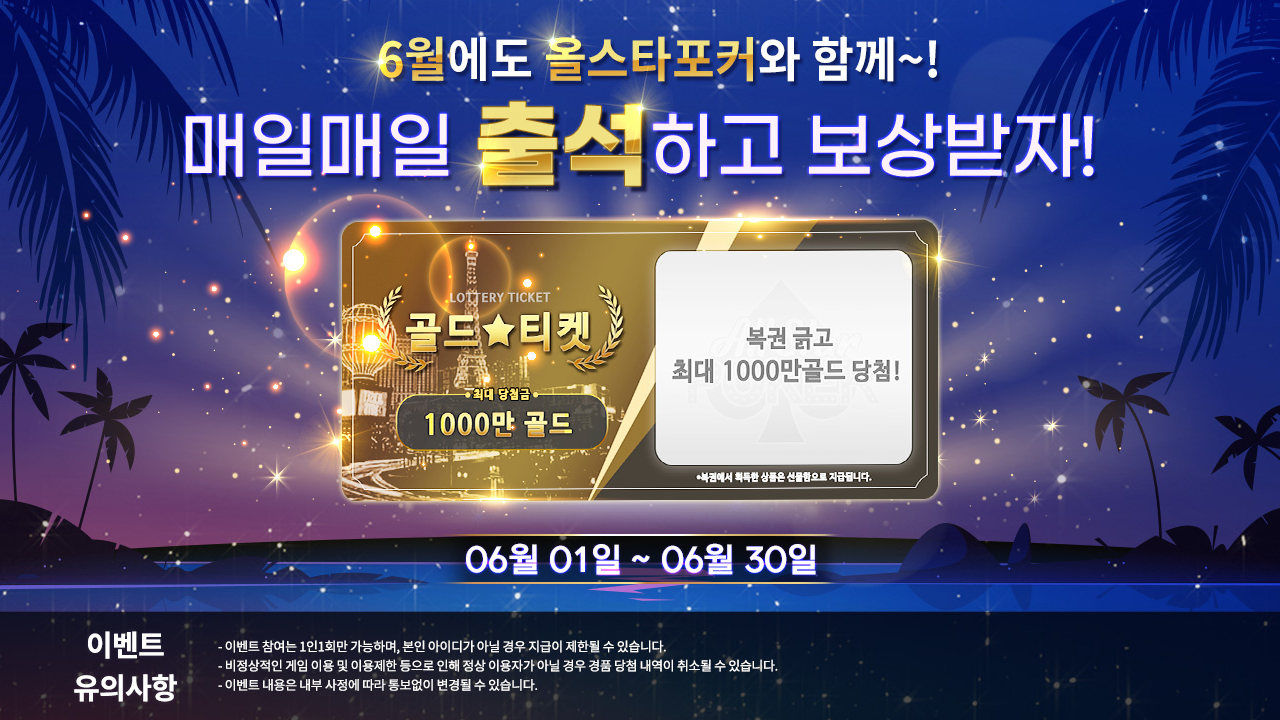 6월에도 올스타포커와 함께~!
매일매일 출석하고 보상받자!
LOTTERY TICKET
골드★티켓
최대 당첨금
1000만 골드
복권 긁고
최대 1000만골드 당첨!
*복권에서 획득한 상품은 선물함으로 지급됩니다.
06월 01일 ~ 06월 30일
이벤트
유의사항
- 이벤트 참여는 1인1회만 가능하며, 본인 아이디가 아닐 경우 지급이 제한될 수 있습니다.
- 비정상적인 게임 이용 및 이용제한 등으로 인해 정상 이용자가 아닐 경우 경품 당첨 내역이 취소될 수 있습니다.
- 이벤트 내용은 내부 사정에 따라 통보없이 변경될 수 있습니다.